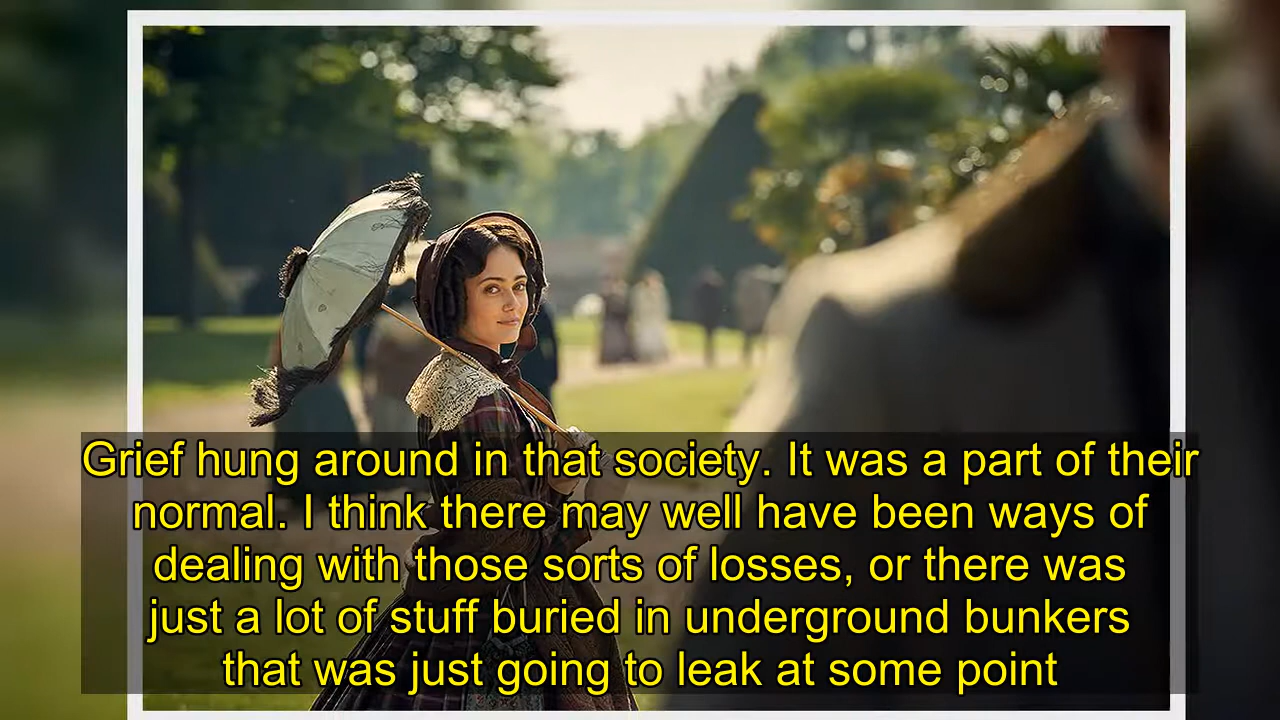 Grief hung around in that society. It was a part of their
normal. I think there may well have been ways of
dealing with those sorts of losses, or there was
just a lot of stuff buried in underground bunkers
that was just going to leak at some point